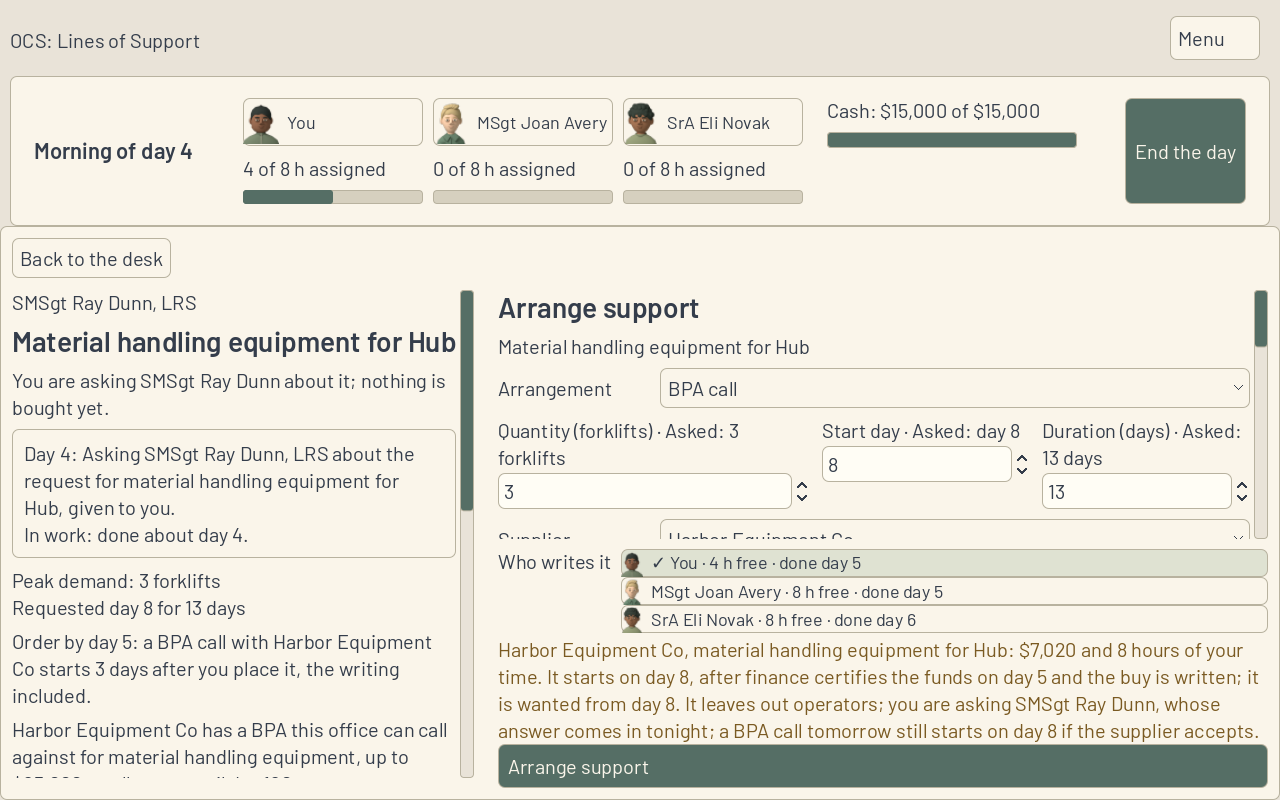 OCS: Lines of Support
Menu
Morning of day 4
You
4 of 8 h assigned
MSgt Joan Avery
0 of 8 h assigned
SrA Eli Novak
0 of 8 h assigned
Cash: $15,000 of $15,000
End the day
Back to the desk
SMSgt Ray Dunn, LRS
Material handling equipment for Hub
You are asking SMSgt Ray Dunn about it; nothing is
bought yet.
Day 4: Asking SMSgt Ray Dunn, LRS about the
request for material handling equipment for
Hub, given to you.
In work: done about day 4.
Peak demand: 3 forklifts
Requested day 8 for 13 days
Order by day 5: a BPA call with Harbor Equipment
Co starts 3 days after you place it, the writing
included.
Harbor Equipment Co has a BPA this office can call
against for material handling equipment, up to
Arrange support
Material handling equipment for Hub
Arrangement
BPA call
Quantity (forklifts) · Asked: 3
forklifts
3
Start day · Asked: day 8
8
Duration (days) · Asked:
13 days
13
Supplier
Harbor Equipment Co
Who writes it
✓ You · 4 h free · done day 5
MSgt Joan Avery · 8 h free · done day 5
SrA Eli Novak · 8 h free · done day 6
Harbor Equipment Co, material handling equipment for Hub: $7,020 and 8 hours of your
time. It starts on day 8, after finance certifies the funds on day 5 and the buy is written; it
is wanted from day 8. It leaves out operators; you are asking SMSgt Ray Dunn, whose
answer comes in tonight; a BPA call tomorrow still starts on day 8 if the supplier accepts.
Arrange support